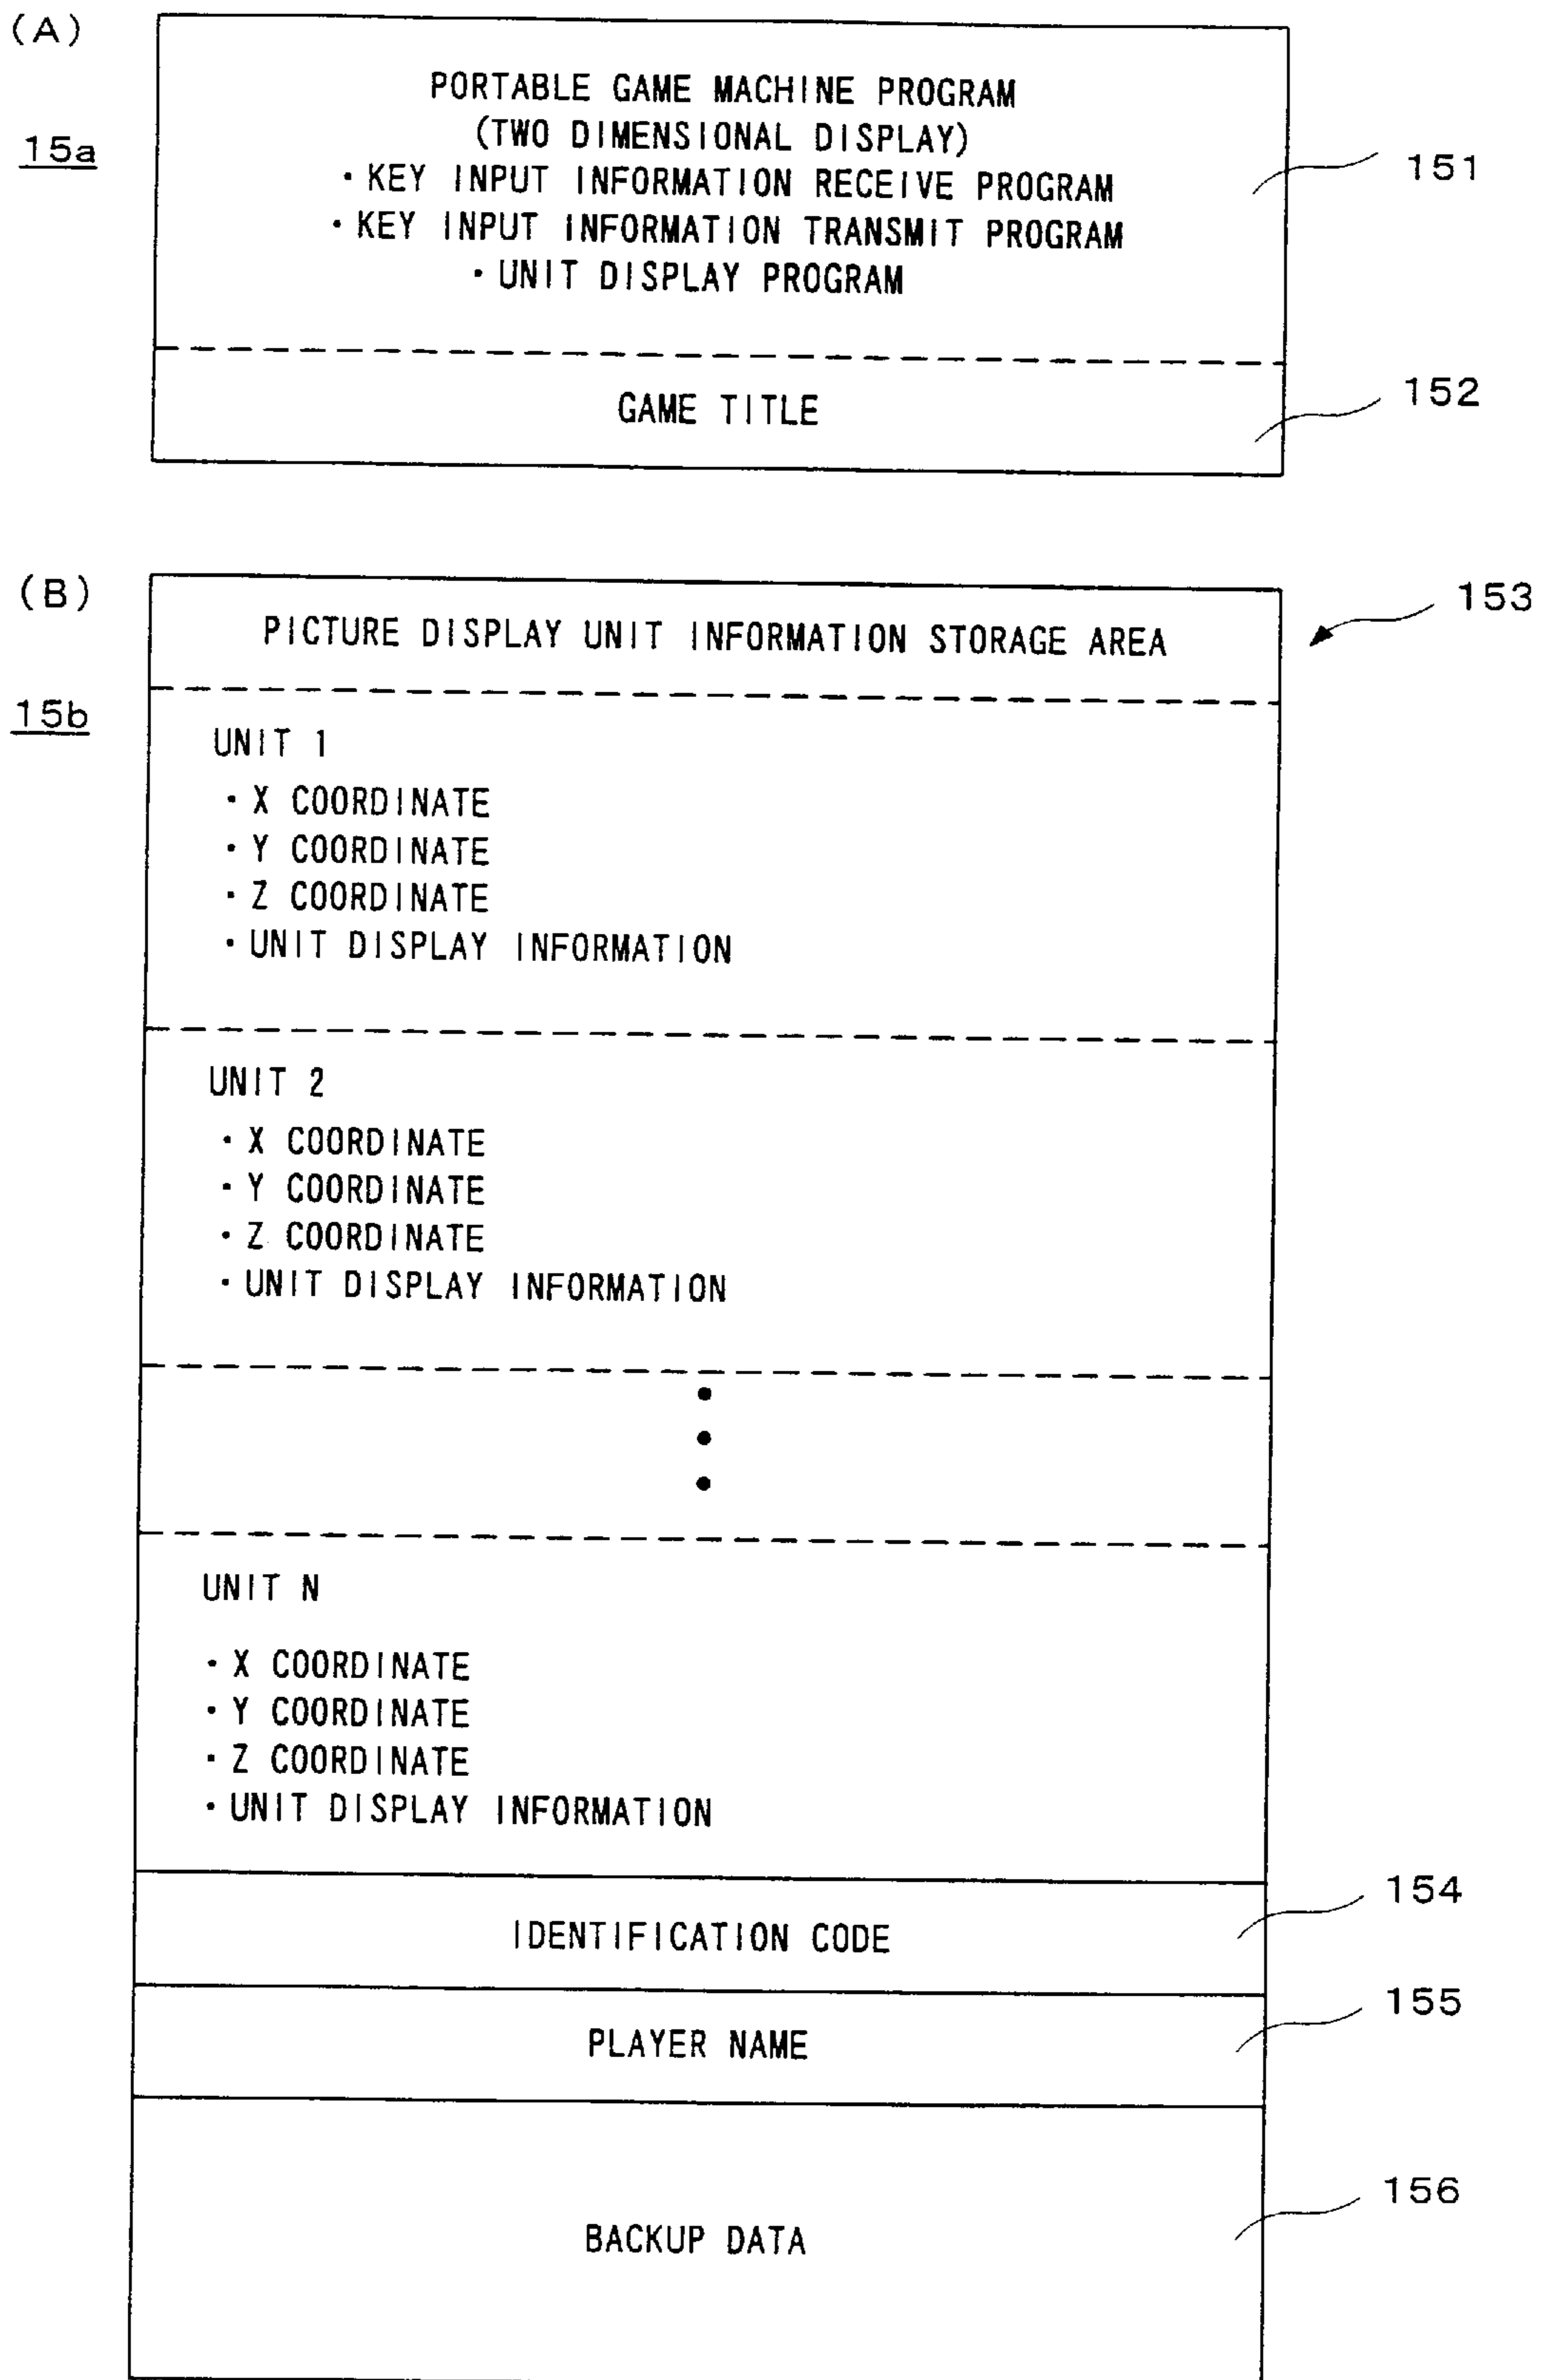 (A)
PORTABLE GAME MACHINE PROGRAM
(TWO DIMENSIONAL DISPLAY)
15a
151
・KEY INPUT INFORMATION RECEIVE PROGRAM
・KEY INPUT INFORMATION TRANSMIT PROGRAM
・UNIT DISPLAY PROGRAM
152
GAME TITLE
(B)
153
PICTURE DISPLAY UNIT INFORMATION STORAGE AREA
15b
UNIT 1
・X COORDINATE
・Y COORDINATE
・Z COORDINATE
・UNIT DISPLAY INFORMATION
UNIT 2
・X COORDINATE
・Y COORDINATE
・Z COORDINATE
・UNIT DISPLAY INFORMATION
UNIT N
・X COORDINATE
・Y COORDINATE
・Z COORDINATE
・UNIT DISPLAY INFORMATION
154
IDENTIFICATION CODE
155
PLAYER NAME
156
BACKUP DATA